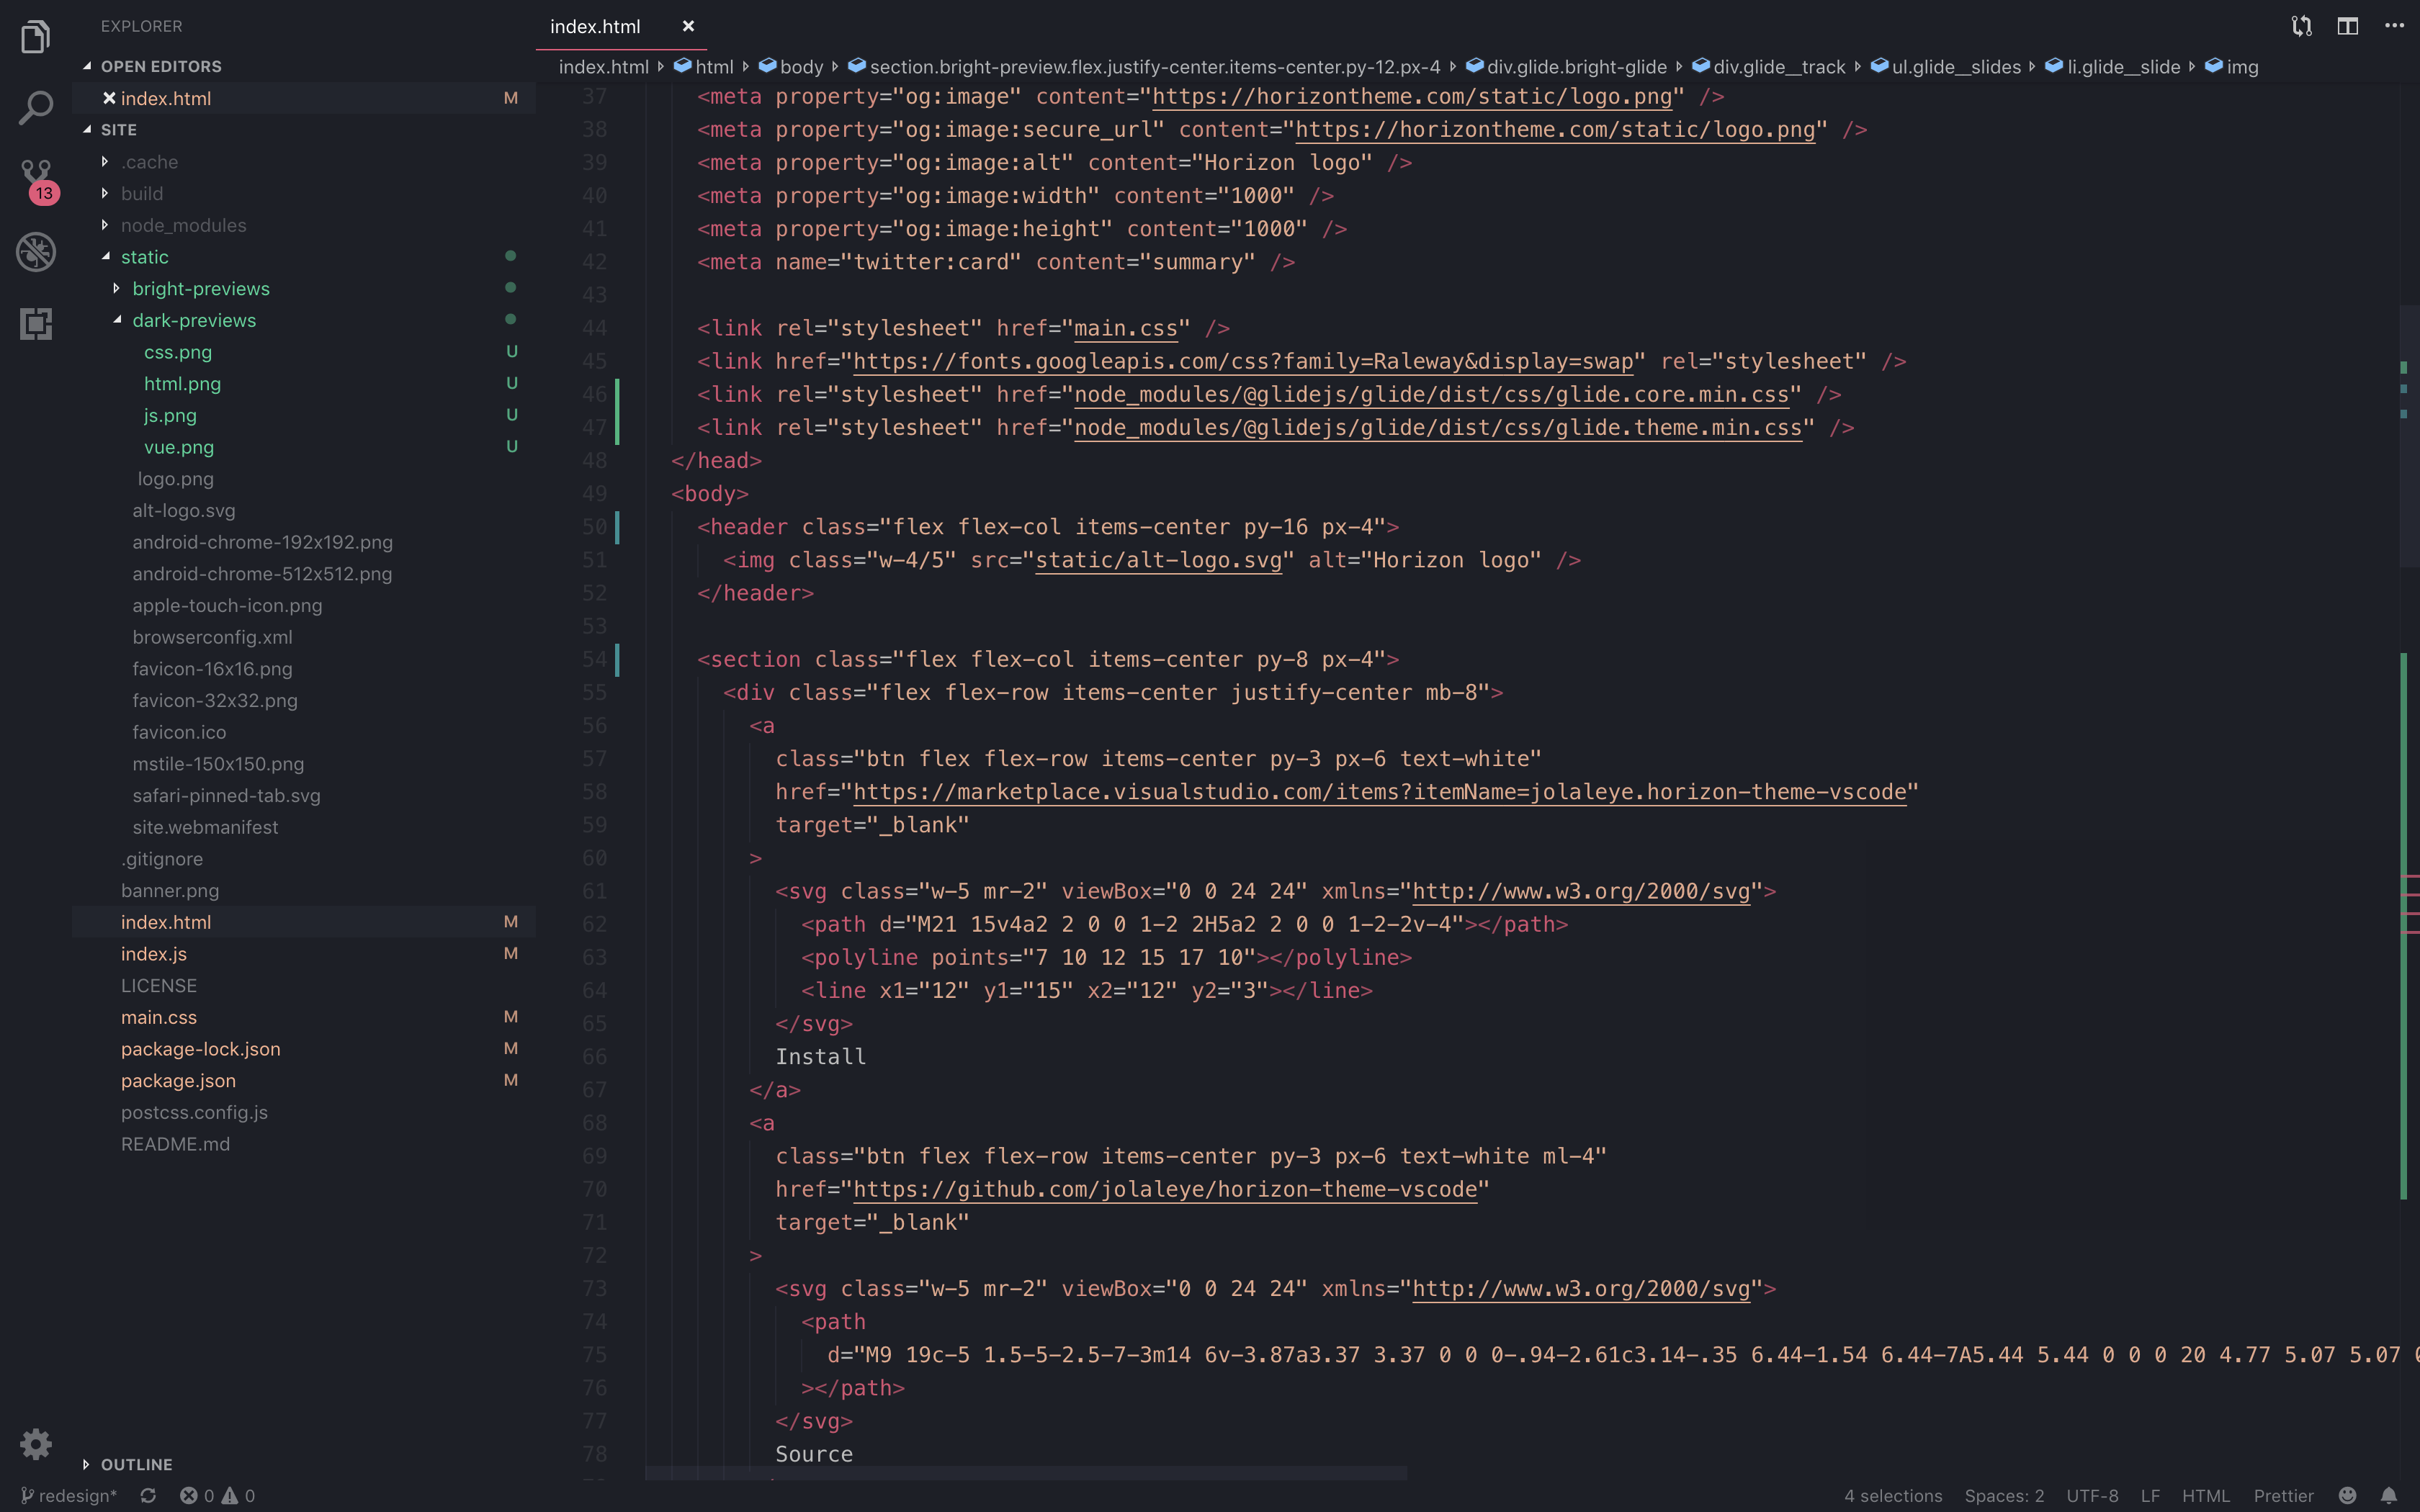 EXPLORER
OPEN EDITORS
index.html M
SITE
.cache
build
node_modules
static
bright-previews
dark-previews
css.png U
html.png U
js.png U
vue.png U
logo.png
alt-logo.svg
android-chrome-192x192.png
android-chrome-512x512.png
apple-touch-icon.png
browserconfig.xml
favicon-16x16.png
favicon-32x32.png
favicon.ico
mstile-150x150.png
safari-pinned-tab.svg
site.webmanifest
.gitignore
banner.png
index.html M
index.js M
LICENSE
main.css M
package-lock.json M
package.json M
postcss.config.js
README.md
OUTLINE
13
index.html
index.html html body section.bright-preview.flex.justify-center.items-center.py-12.px-4 div.glide.bright-glide div.glide__track ul.glide__slides li.glide__slide img
37 <meta property="og:image" content="https://horizontheme.com/static/logo.png" />
38 <meta property="og:image:secure_url" content="https://horizontheme.com/static/logo.png" />
39 <meta property="og:image:alt" content="Horizon logo" />
40 <meta property="og:image:width" content="1000" />
41 <meta property="og:image:height" content="1000" />
42 <meta name="twitter:card" content="summary" />
43
44 <link rel="stylesheet" href="main.css" />
45 <link href="https://fonts.googleapis.com/css?family=Raleway&display=swap" rel="stylesheet" />
46 <link rel="stylesheet" href="node_modules/@glidejs/glide/dist/css/glide.core.min.css" />
47 <link rel="stylesheet" href="node_modules/@glidejs/glide/dist/css/glide.theme.min.css" />
48 </head>
49 <body>
50 <header class="flex flex-col items-center py-16 px-4">
51 <img class="w-4/5" src="static/alt-logo.svg" alt="Horizon logo" />
52 </header>
53
54 <section class="flex flex-col items-center py-8 px-4">
55 <div class="flex flex-row items-center justify-center mb-8">
56 <a
57 class="btn flex flex-row items-center py-3 px-6 text-white"
58 href="https://marketplace.visualstudio.com/items?itemName=jolaleye.horizon-theme-vscode"
59 target="_blank"
60 >
61 <svg class="w-5 mr-2" viewBox="0 0 24 24" xmlns="http://www.w3.org/2000/svg">
62 <path d="M21 15v4a2 2 0 0 1-2 2H5a2 2 0 0 1-2-2v-4"></path>
63 <polyline points="7 10 12 15 17 10"></polyline>
64 <line x1="12" y1="15" x2="12" y2="3"></line>
65 </svg>
66 Install
67 </a>
68 <a
69 class="btn flex flex-row items-center py-3 px-6 text-white ml-4"
70 href="https://github.com/jolaleye/horizon-theme-vscode"
71 target="_blank"
72 >
73 <svg class="w-5 mr-2" viewBox="0 0 24 24" xmlns="http://www.w3.org/2000/svg">
74 <path
75 d="M9 19c-5 1.5-5-2.5-7-3m14 6v-3.87a3.37 3.37 0 0 0-.94-2.61c3.14-.35 6.44-1.54 6.44-7A5.44 5.44 0 0 0 20 4.77 5.07 5.07
76 ></path>
77 </svg>
78 Source
redesign* 0 0
4 selections Spaces: 2 UTF-8 LF HTML Prettier